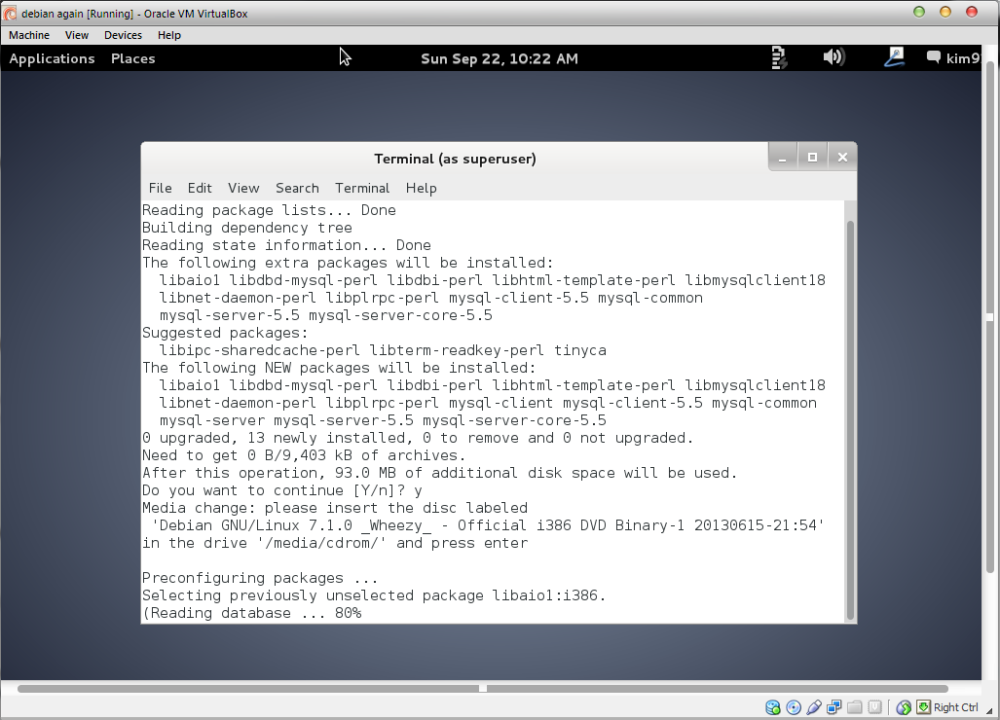 debian again [Running] - Oracle VM VirtualBox
Machine View Devices Help
Applications Places Sun Sep 22, 10:22 AM kim9
Terminal (as superuser)
File Edit View Search Terminal Help
Reading package lists... Done
Building dependency tree
Reading state information... Done
The following extra packages will be installed:
  libaio1 libdbd-mysql-perl libdbi-perl libhtml-template-perl libmysqlclient18
  libnet-daemon-perl libplrpc-perl mysql-client-5.5 mysql-common
  mysql-server-5.5 mysql-server-core-5.5
Suggested packages:
  libipc-sharedcache-perl libterm-readkey-perl tinyca
The following NEW packages will be installed:
  libaio1 libdbd-mysql-perl libdbi-perl libhtml-template-perl libmysqlclient18
  libnet-daemon-perl libplrpc-perl mysql-client mysql-client-5.5 mysql-common
  mysql-server mysql-server-5.5 mysql-server-core-5.5
0 upgraded, 13 newly installed, 0 to remove and 0 not upgraded.
Need to get 0 B/9,403 kB of archives.
After this operation, 93.0 MB of additional disk space will be used.
Do you want to continue [Y/n]? y
Media change: please insert the disc labeled
 'Debian GNU/Linux 7.1.0 _Wheezy_ - Official i386 DVD Binary-1 20130615-21:54'
in the drive '/media/cdrom/' and press enter
Preconfiguring packages ...
Selecting previously unselected package libaio1:i386.
(Reading database ... 80%
Right Ctrl